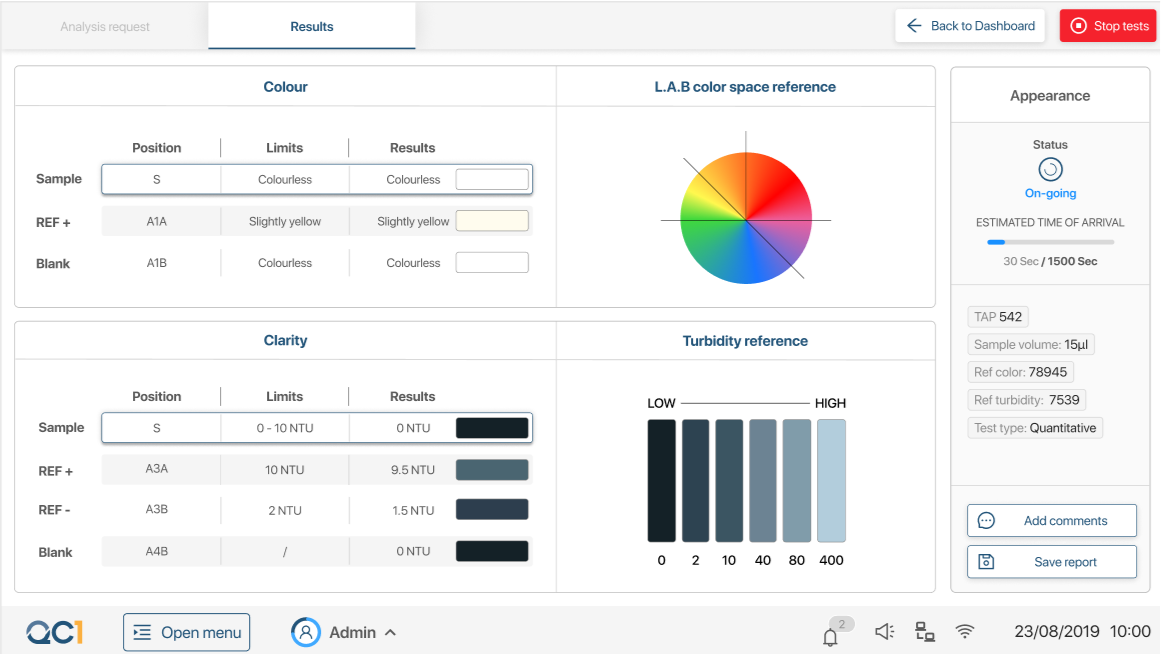 Analysis request
Results
Back to Dashboard
Stop tests
Colour
Position Limits Results
Sample S Colourless Colourless
REF + A1A Slightly yellow Slightly yellow
Blank A1B Colourless Colourless
L.A.B color space reference
Clarity
Position Limits Results
Sample S 0 - 10 NTU 0 NTU
REF + A3A 10 NTU 9.5 NTU
REF - A3B 2 NTU 1.5 NTU
Blank A4B / 0 NTU
Turbidity reference
LOW HIGH
0 2 10 40 80 400
Appearance
Status
On-going
ESTIMATED TIME OF ARRIVAL
30 Sec / 1500 Sec
TAP 542
Sample volume: 15µl
Ref color: 78945
Ref turbidity: 7539
Test type: Quantitative
Add comments
Save report
QC1
Open menu
Admin
2
23/08/2019 10:00